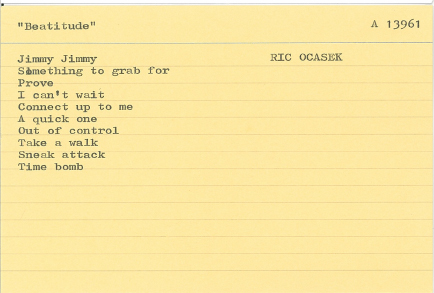 "Beatitude"
A 13961
Jimmy Jimmy
RIC OCASEK
Something to grab for
Prove
I can't wait
Connect up to me
A quick one
Out of control
Take a walk
Sneak attack
Time bomb